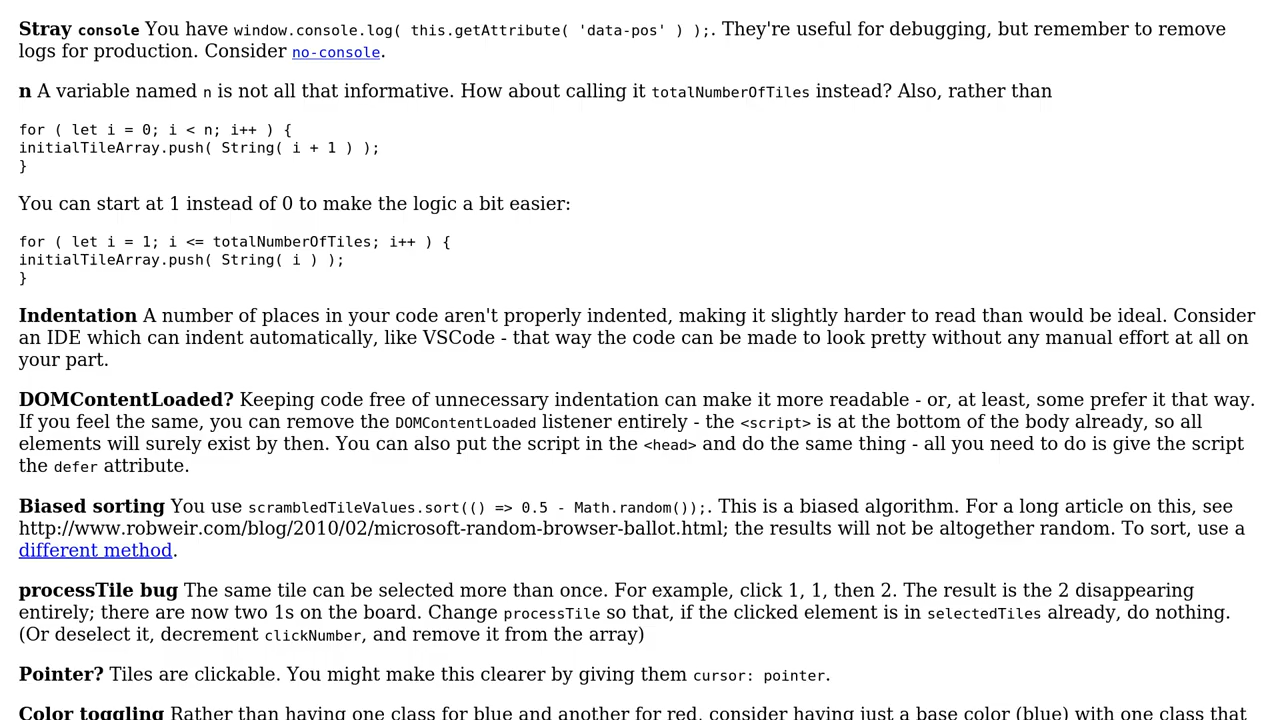 Stray console You have window.console.log( this.getAttribute( 'data-pos' ) );. They're useful for debugging, but remember to remove
logs for production. Consider no-console.
n A variable named n is not all that informative. How about calling it totalNumberOfTiles instead? Also, rather than
for ( let i = 0; i < n; i++ ) {
initialTileArray.push( String( i + 1 ) );
}
You can start at 1 instead of 0 to make the logic a bit easier:
for ( let i = 1; i <= totalNumberOfTiles; i++ ) {
initialTileArray.push( String( i ) );
}
Indentation A number of places in your code aren't properly indented, making it slightly harder to read than would be ideal. Consider
an IDE which can indent automatically, like VSCode - that way the code can be made to look pretty without any manual effort at all on
your part.
DOMContentLoaded? Keeping code free of unnecessary indentation can make it more readable - or, at least, some prefer it that way.
If you feel the same, you can remove the DOMContentLoaded listener entirely - the <script> is at the bottom of the body already, so all
elements will surely exist by then. You can also put the script in the <head> and do the same thing - all you need to do is give the script
the defer attribute.
Biased sorting You use scrambledTileValues.sort(() => 0.5 - Math.random());. This is a biased algorithm. For a long article on this, see
http://www.robweir.com/blog/2010/02/microsoft-random-browser-ballot.html; the results will not be altogether random. To sort, use a
different method.
processTile bug The same tile can be selected more than once. For example, click 1, 1, then 2. The result is the 2 disappearing
entirely; there are now two 1s on the board. Change processTile so that, if the clicked element is in selectedTiles already, do nothing.
(Or deselect it, decrement clickNumber, and remove it from the array)
Pointer? Tiles are clickable. You might make this clearer by giving them cursor: pointer.
Color toggling Rather than having one class for blue and another for red, consider having just a base color (blue) with one class that